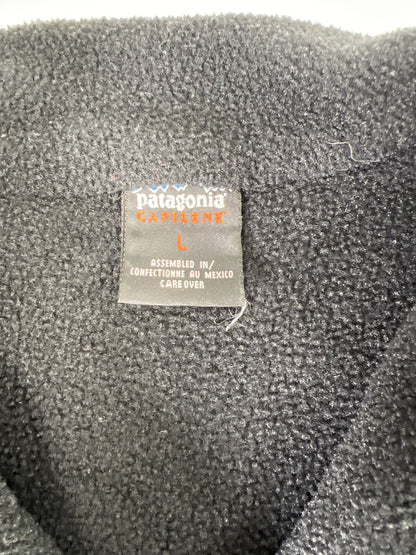 patagonia
CAPILENE®
L
ASSEMBLED IN/
CONFECTIONNE AU MEXICO
CARE OVER